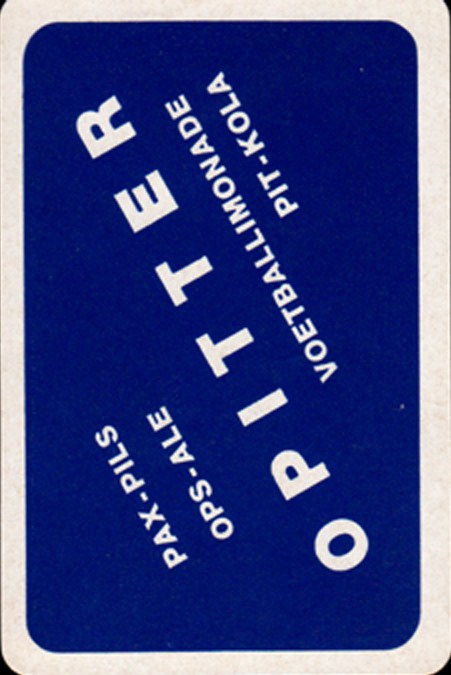 PAX-PILS
OPS-ALE
OPITTER
VOETBALLIMONADE
PIT-KOLA